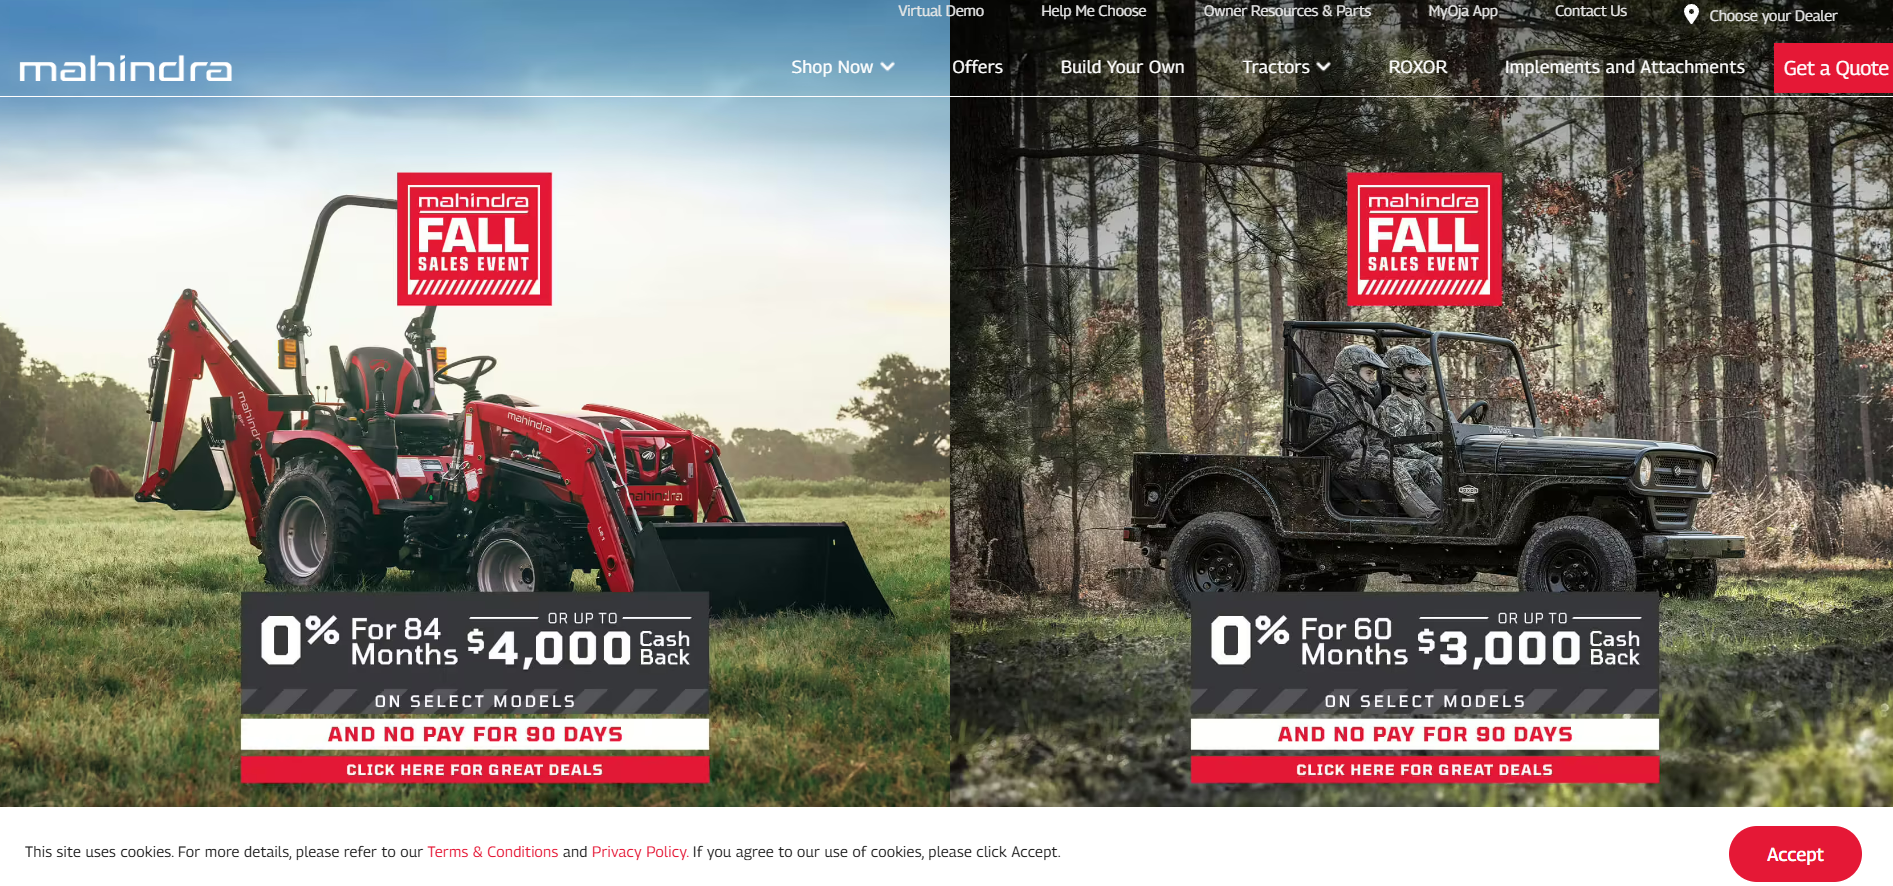 Virtual Demo
Help Me Choose
Owner Resources & Parts
MyOja App
Contact Us
Choose your Dealer
mahindra
Shop Now
Offers
Build Your Own
Tractors
ROXOR
Implements and Attachments
Get a Quote
mahindra
FALL
SALES EVENT
mahindra
mahindra
mahindra
0% For 84 Months
OR UP TO
$4,000 Cash Back
ON SELECT MODELS
AND NO PAY FOR 90 DAYS
CLICK HERE FOR GREAT DEALS
mahindra
FALL
SALES EVENT
0% For 60 Months
OR UP TO
$3,000 Cash Back
ON SELECT MODELS
AND NO PAY FOR 90 DAYS
CLICK HERE FOR GREAT DEALS
This site uses cookies. For more details, please refer to our Terms & Conditions and Privacy Policy. If you agree to our use of cookies, please click Accept.
Accept